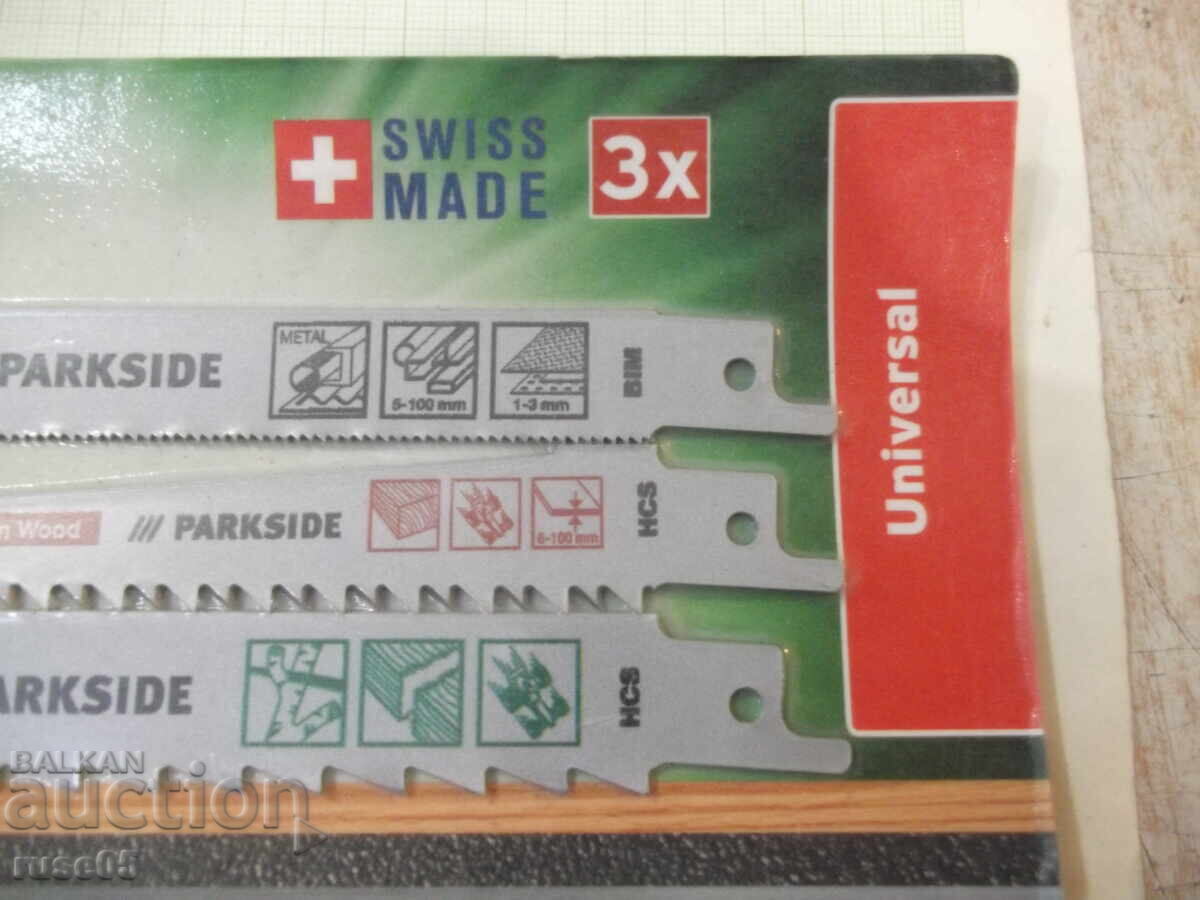 SWISS
MADE
3x
Universal
PARKSIDE
METAL
5-100 mm
1-3 mm
BIM
n Wood
/// PARKSIDE
6-100 mm
HCS
ARKSIDE
HCS
BALKAN
auction
ruse05